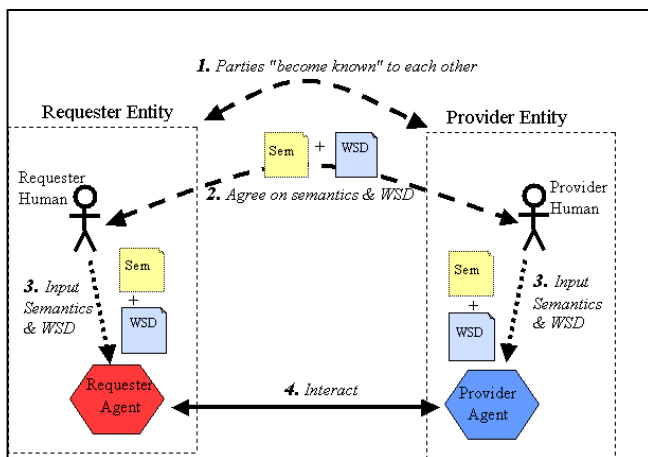 1. Parties "become known" to each other
Requester Entity
Provider Entity
Sem
+
WSD
Requester
Human
2. Agree on semantics & WSD
Provider
Human
3. Input
Semantics
& WSD
Sem
+
WSD
Sem
+
WSD
3. Input
Semantics
& WSD
Requester
Agent
4. Interact
Provider
Agent